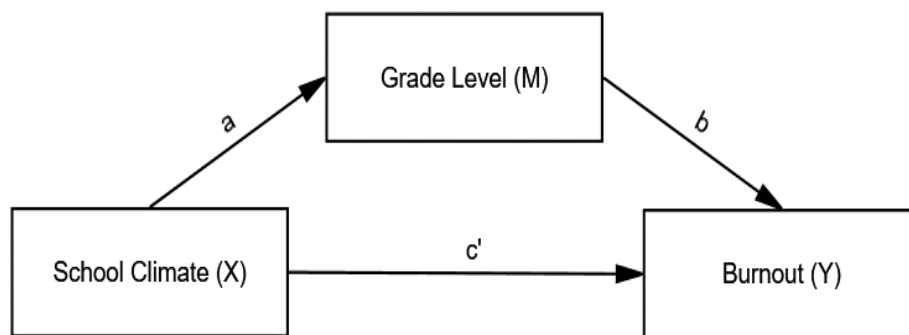 Grade Level (M)
a
b
School Climate (X)
c'
Burnout (Y)